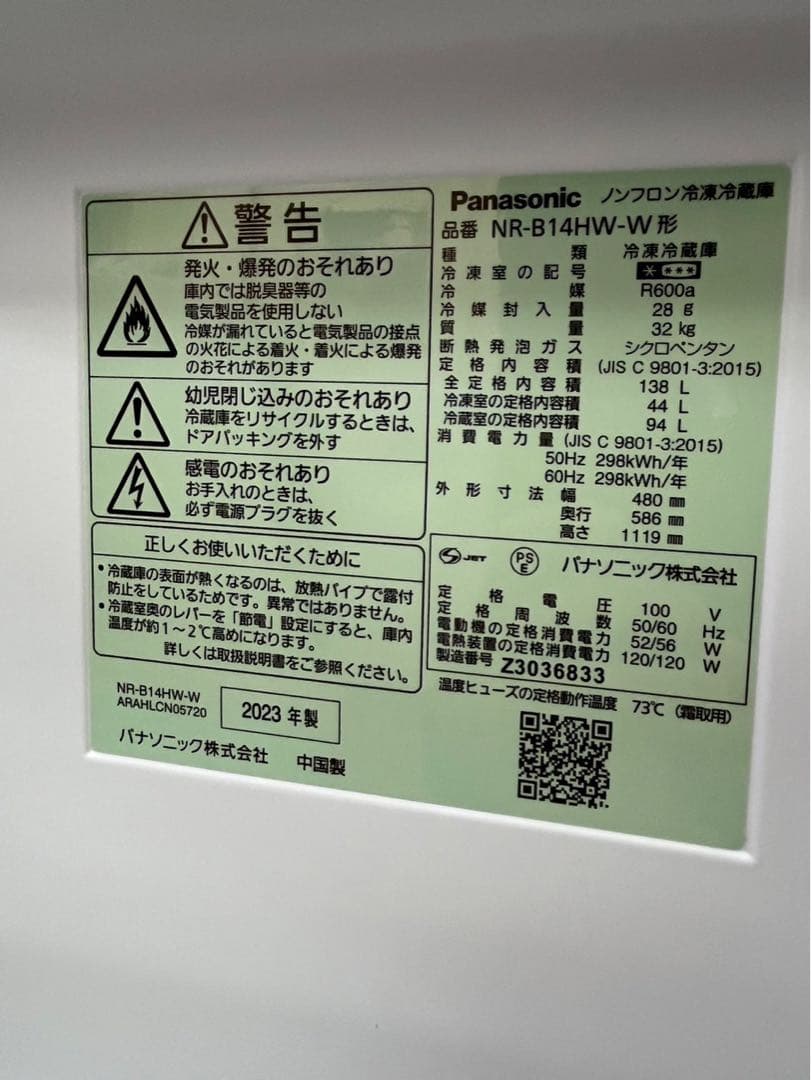 警告
発火・爆発のおそれあり
庫内では脱臭器等の
電気製品を使用しない
冷媒が漏れていると電気製品の接点
の火花による着火・着火による爆発
のおそれがあります
幼児閉じ込みのおそれあり
冷蔵庫をリサイクルするときは、
ドアパッキングを外す
感電のおそれあり
お手入れのときは、
必ず電源プラグを抜く
正しくお使いいただくために
・冷蔵庫の表面が熱くなるのは、放熱パイプで露付
防止をしているためです。異常ではありません。
・冷蔵室奥のレバーを「節電」設定にすると、庫内
温度が約1~2℃高めになります。
詳しくは取扱説明書をご参照ください。
NR-B14HW-W
ARAHLCN05720
2023 年製
パナソニック株式会社 中国製
Panasonic ノンフロン冷凍冷蔵庫
品番 NR-B14HW-W 形
種類 冷凍冷蔵庫
冷凍室の記号 * ***
冷媒 R600a
冷媒封入量 28 g
質量 32 kg
断熱発泡ガス シクロペンタン
定格内容積 (JIS C 9801-3:2015)
全定格内容積 138 L
冷凍室の定格内容積 44 L
冷蔵室の定格内容積 94 L
消費電力量 (JIS C 9801-3:2015)
50Hz 298kWh/年
60Hz 298kWh/年
外形寸法 幅 480 mm
奥行 586 mm
高さ 1119 mm
JET PS E パナソニック株式会社
定格電圧 100 V
定格周波数 50/60 Hz
電動機の定格消費電力 52/56 W
電熱装置の定格消費電力 120/120 W
製造番号 Z3036833
温度ヒューズの定格動作温度 73℃ (霜取用)